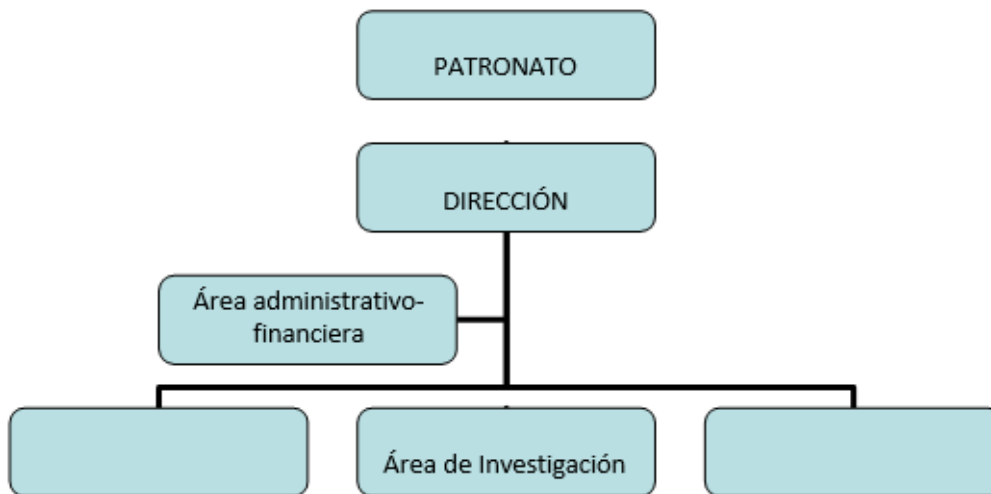 PATRONATO
DIRECCIÓN
Área administrativo-
financiera
Área de Investigación